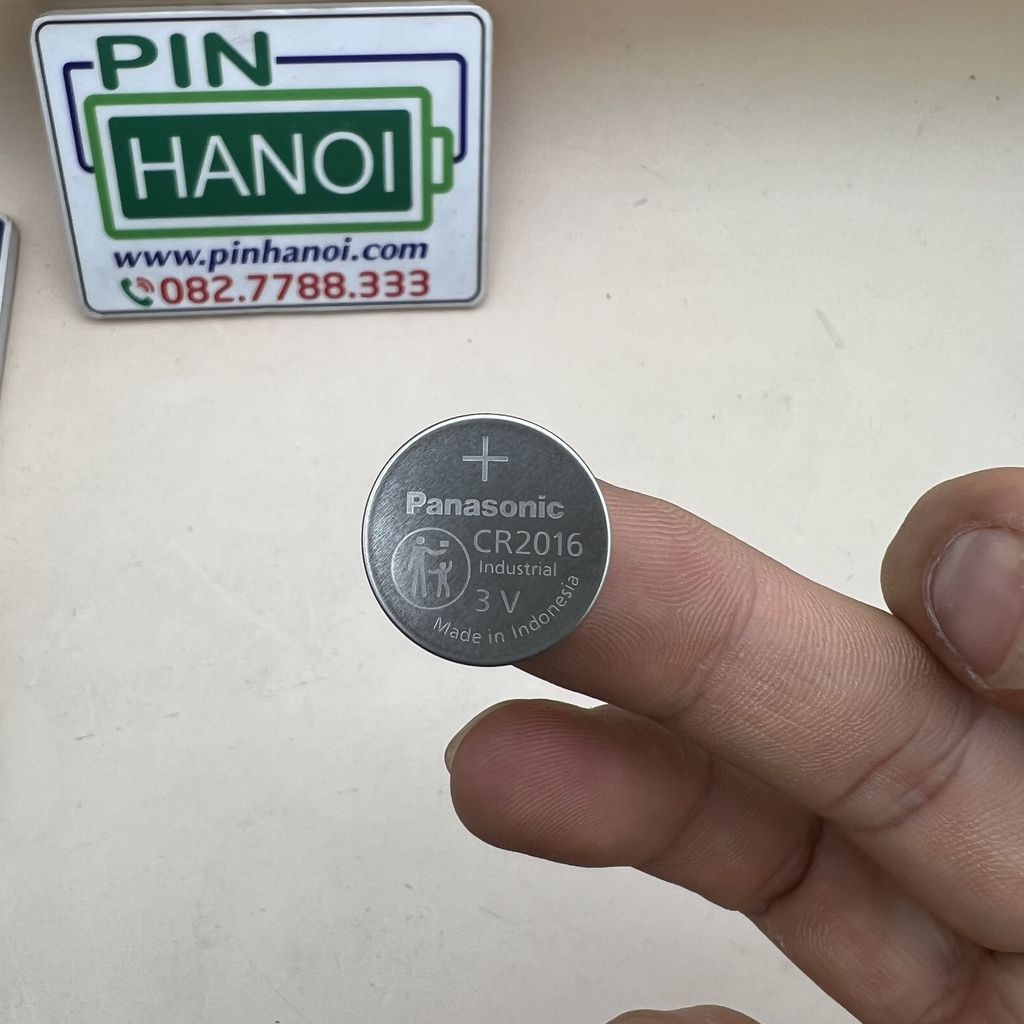 PIN
HANOI
www.pinhanoi.com
082.7788.333
+
Panasonic
CR2016
Industrial
3 V
Made in Indonesia